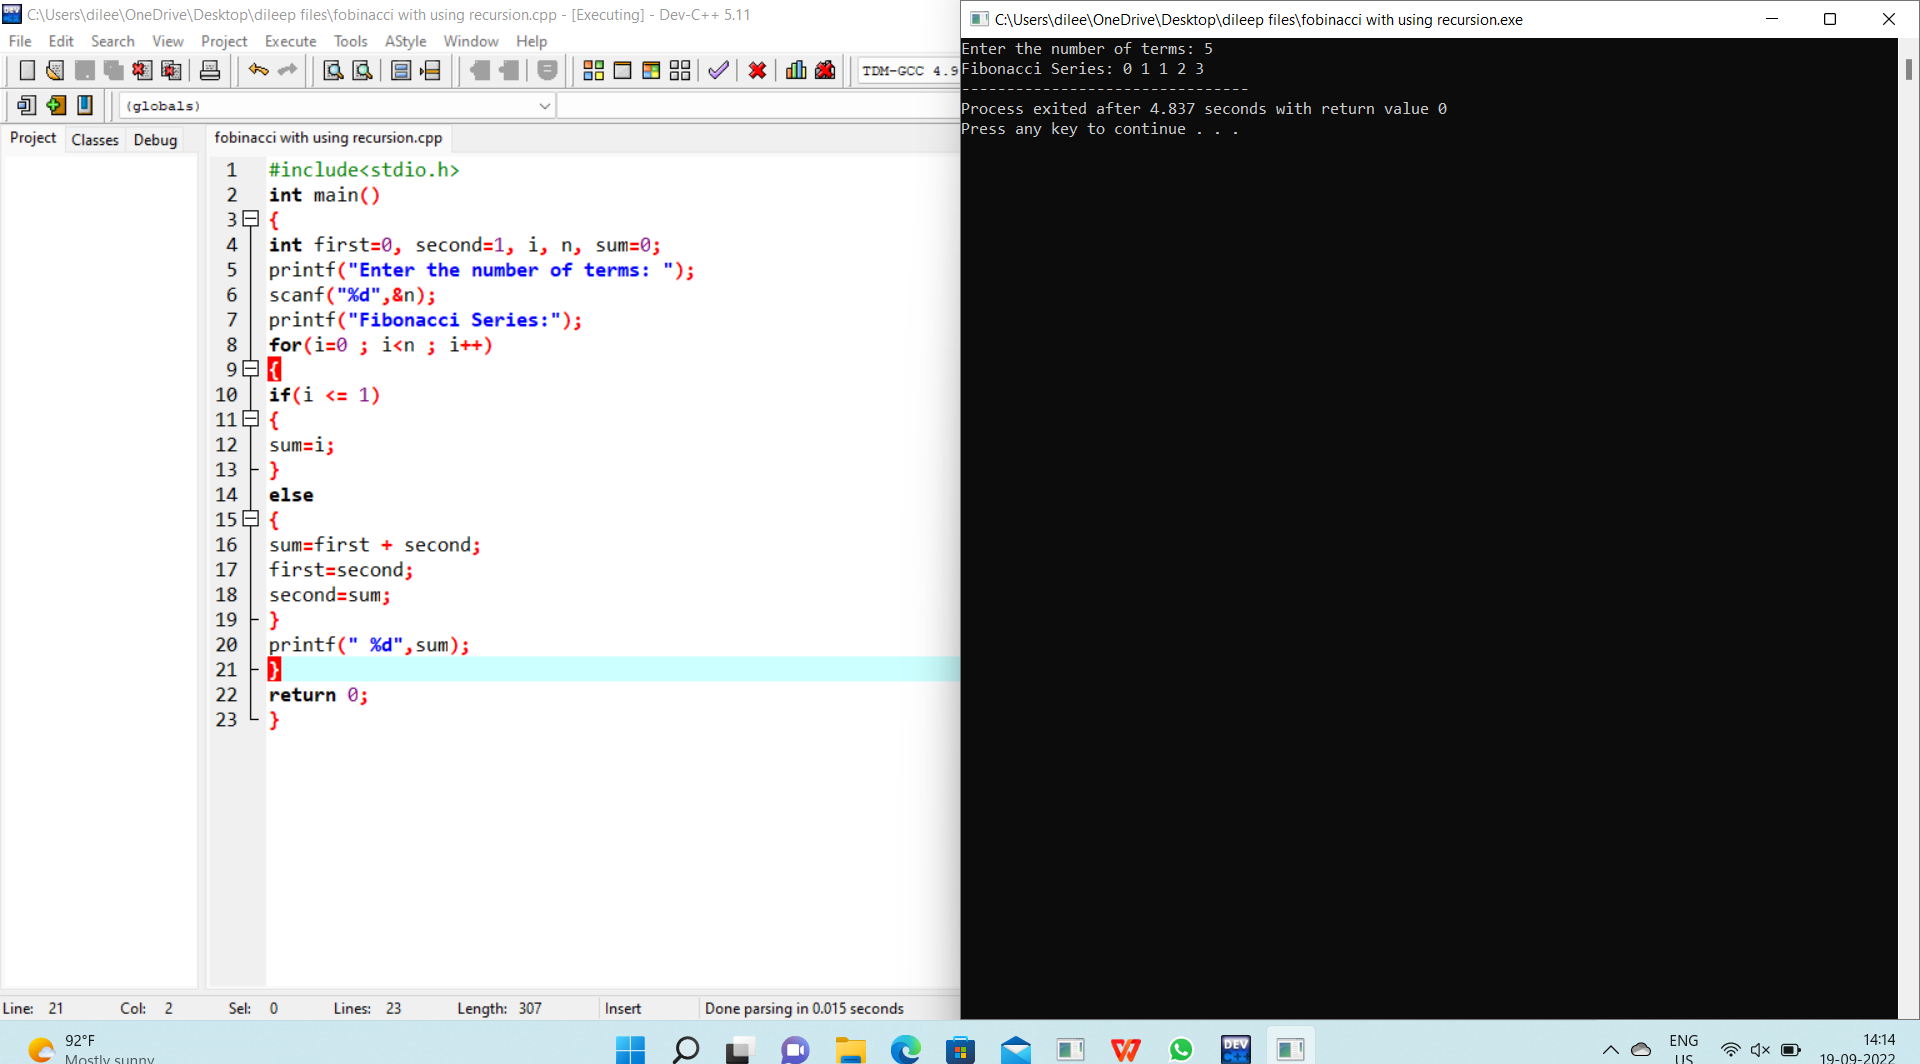 C:\Users\dilee\OneDrive\Desktop\dileep files\fobinacci with using recursion.cpp - [Executing] - Dev-C++ 5.11
File Edit Search View Project Execute Tools AStyle Window Help
TDM-GCC 4.9
(globals)
Project Classes Debug
fobinacci with using recursion.cpp
1 #include<stdio.h>
2 int main()
3 {
4 int first=0, second=1, i, n, sum=0;
5 printf("Enter the number of terms: ");
6 scanf("%d",&n);
7 printf("Fibonacci Series:");
8 for(i=0 ; i<n ; i++)
9 {
10 if(i <= 1)
11 {
12 sum=i;
13 }
14 else
15 {
16 sum=first + second;
17 first=second;
18 second=sum;
19 }
20 printf(" %d",sum);
21 }
22 return 0;
23 }
Line: 21 Col: 2 Sel: 0 Lines: 23 Length: 307 Insert Done parsing in 0.015 seconds
C:\Users\dilee\OneDrive\Desktop\dileep files\fobinacci with using recursion.exe
Enter the number of terms: 5
Fibonacci Series: 0 1 1 2 3
--------------------------------
Process exited after 4.837 seconds with return value 0
Press any key to continue . . .
92°F
Mostly sunny
DEV
C++
ENG
US
14:14
19-09-2022